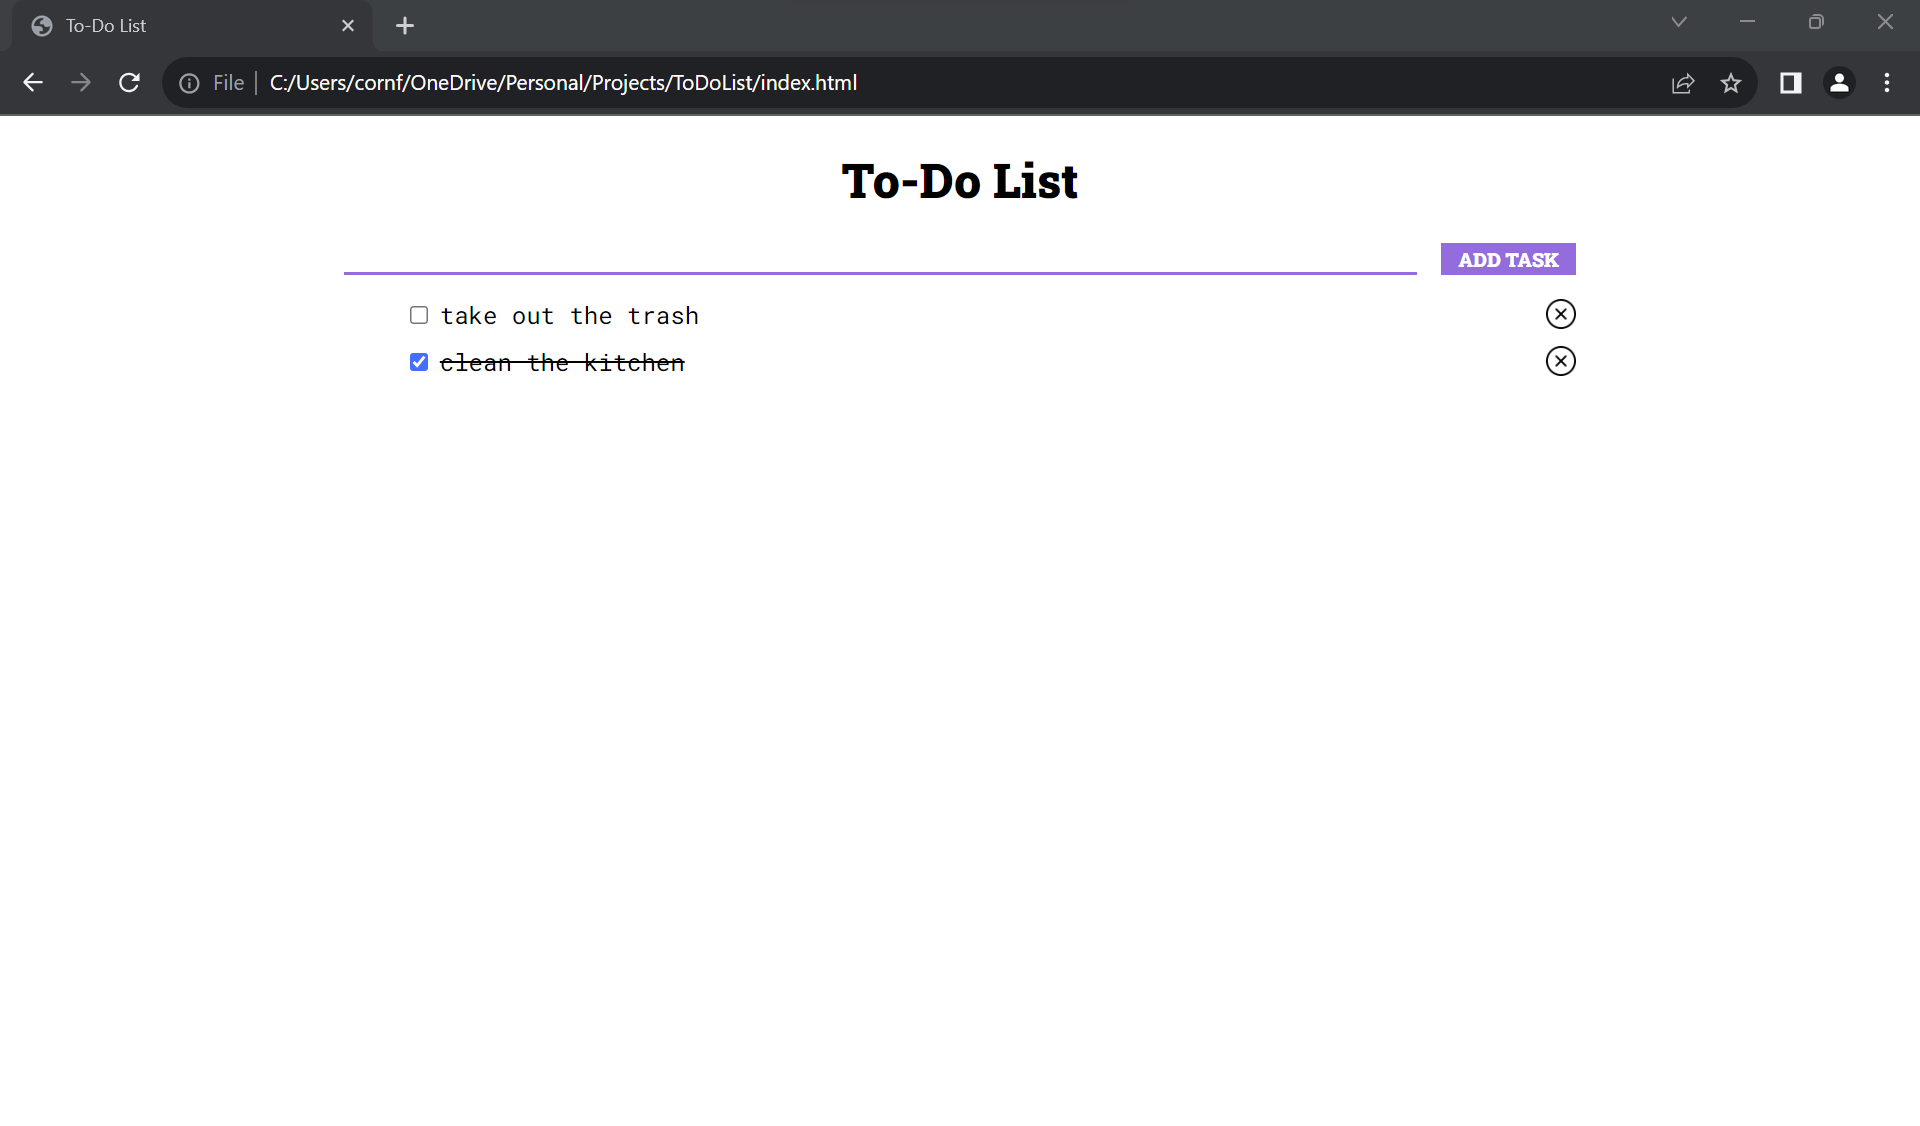 To-Do List
File
C:/Users/cornf/OneDrive/Personal/Projects/ToDoList/index.html
To-Do List
ADD TASK
take out the trash
clean the kitchen